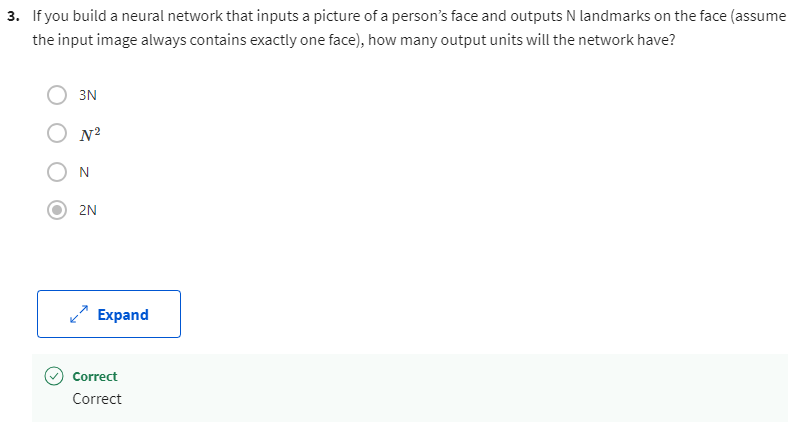 3. If you build a neural network that inputs a picture of a person’s face and outputs N landmarks on the face (assume
the input image always contains exactly one face), how many output units will the network have?
3N
N²
N
2N
Expand
Correct
Correct